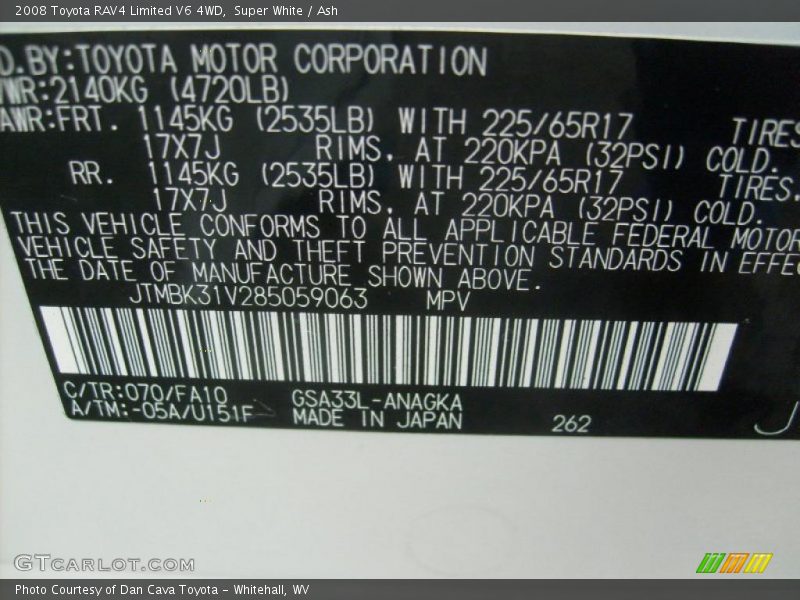 2008 Toyota RAV4 Limited V6 4WD, Super White / Ash
D.BY:TOYOTA MOTOR CORPORATION
WR:2140KG (4720LB)
AWR:FRT. 1145KG (2535LB) WITH 225/65R17 TIRES
17X7J RIMS, AT 220KPA (32PSI) COLD.
RR. 1145KG (2535LB) WITH 225/65R17 TIRES,
17X7J RIMS, AT 220KPA (32PSI) COLD.
THIS VEHICLE CONFORMS TO ALL APPLICABLE FEDERAL MOTOR
VEHICLE SAFETY AND THEFT PREVENTION STANDARDS IN EFFEC
THE DATE OF MANUFACTURE SHOWN ABOVE.
JTMBK31V285059063 MPV
C/TR:070/FA10 GSA33L-ANAGKA
A/TM:-05A/U151F MADE IN JAPAN 262
GTCARLOT.COM
Photo Courtesy of Dan Cava Toyota - Whitehall, WV